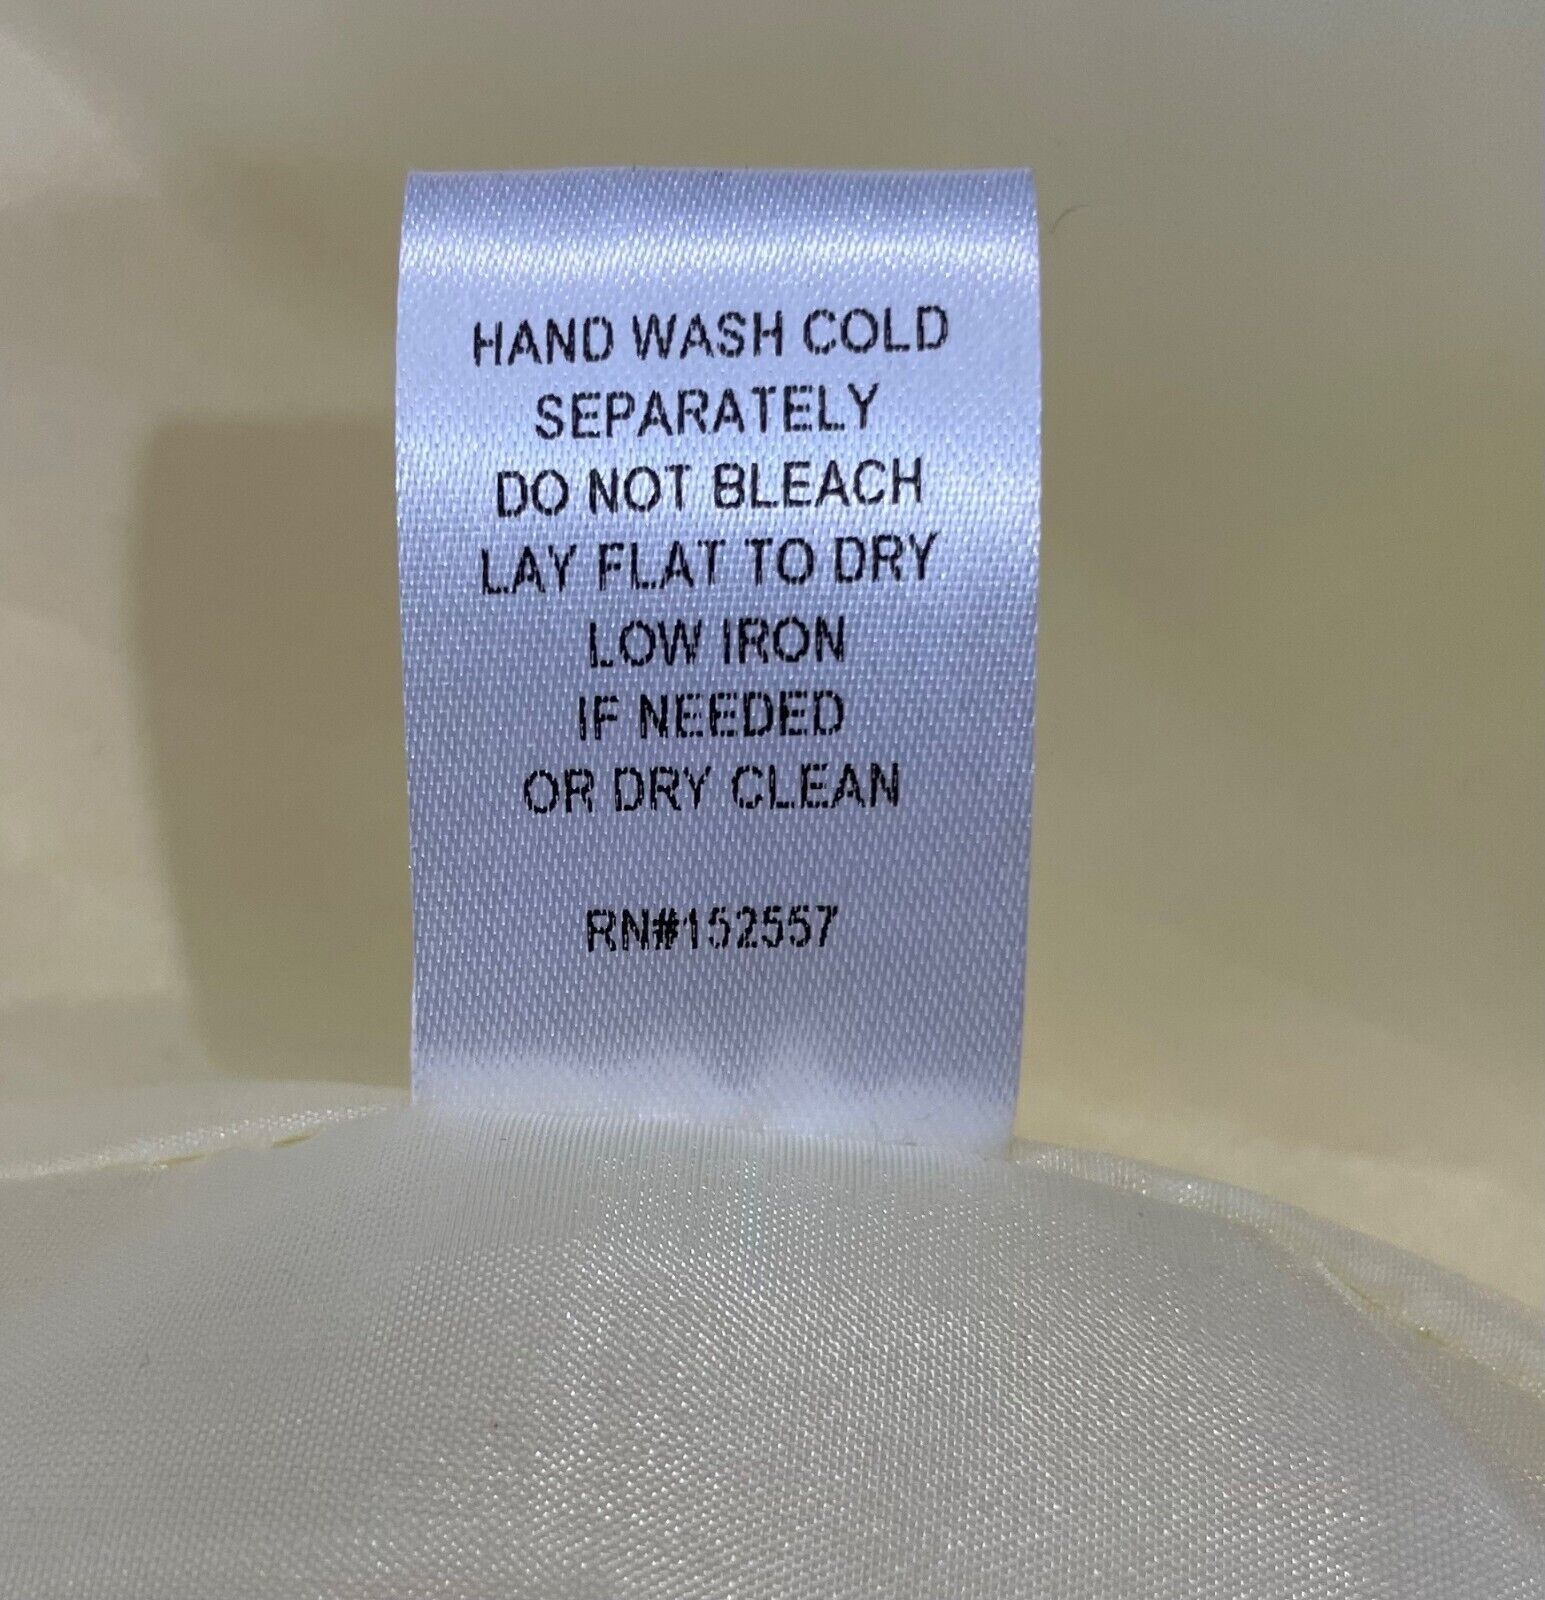 HAND WASH COLD
SEPARATELY
DO NOT BLEACH
LAY FLAT TO DRY
LOW IRON
IF NEEDED
OR DRY CLEAN
RN#152557